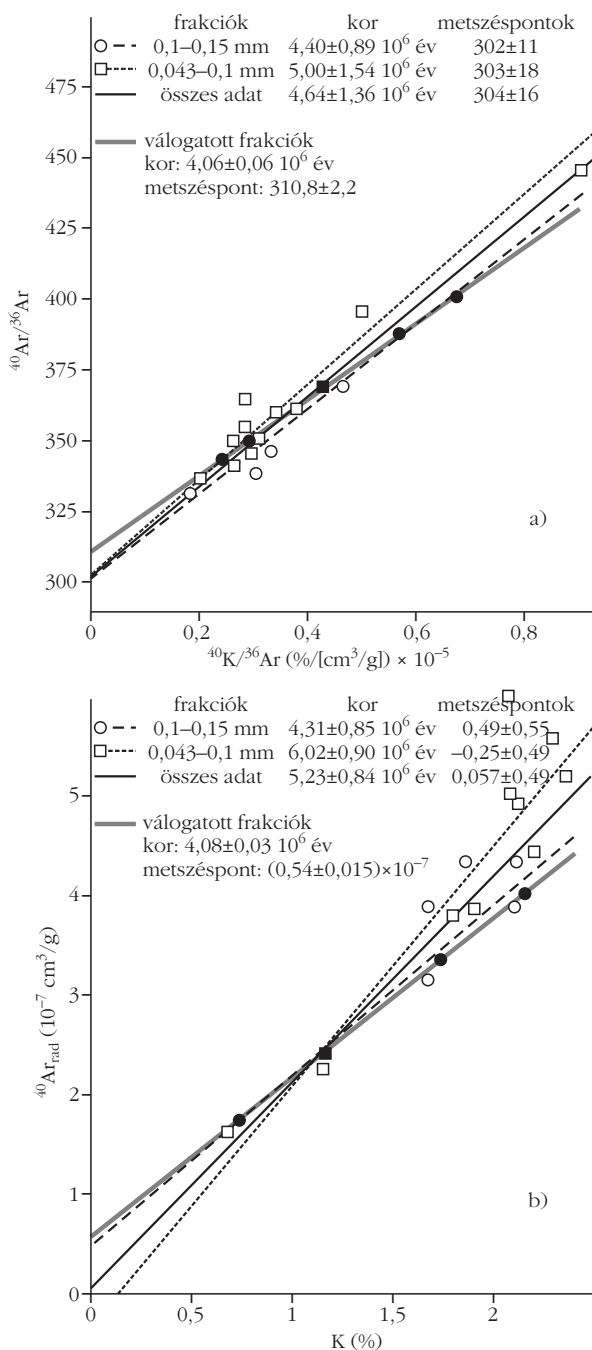 frakciók kor metszéspontok
0,1–0,15 mm 4,40±0,89 10⁶ év 302±11
0,043–0,1 mm 5,00±1,54 10⁶ év 303±18
összes adat 4,64±1,36 10⁶ év 304±16
válogatott frakciók
kor: 4,06±0,06 10⁶ év
metszéspont: 310,8±2,2
475
450
425
400
375
350
325
300
⁴⁰Ar/³⁶Ar
a)
0 0,2 0,4 0,6 0,8
⁴⁰K/³⁶Ar (%/[cm³/g]) × 10⁻⁵
frakciók kor metszéspontok
0,1–0,15 mm 4,31±0,85 10⁶ év 0,49±0,55
0,043–0,1 mm 6,02±0,90 10⁶ év –0,25±0,49
összes adat 5,23±0,84 10⁶ év 0,057±0,49
válogatott frakciók
kor: 4,08±0,03 10⁶ év
metszéspont: (0,54±0,015)×10⁻⁷
5
4
3
2
1
0
⁴⁰Ar_rad (10⁻⁷ cm³/g)
b)
0 0,5 1 1,5 2
K (%)